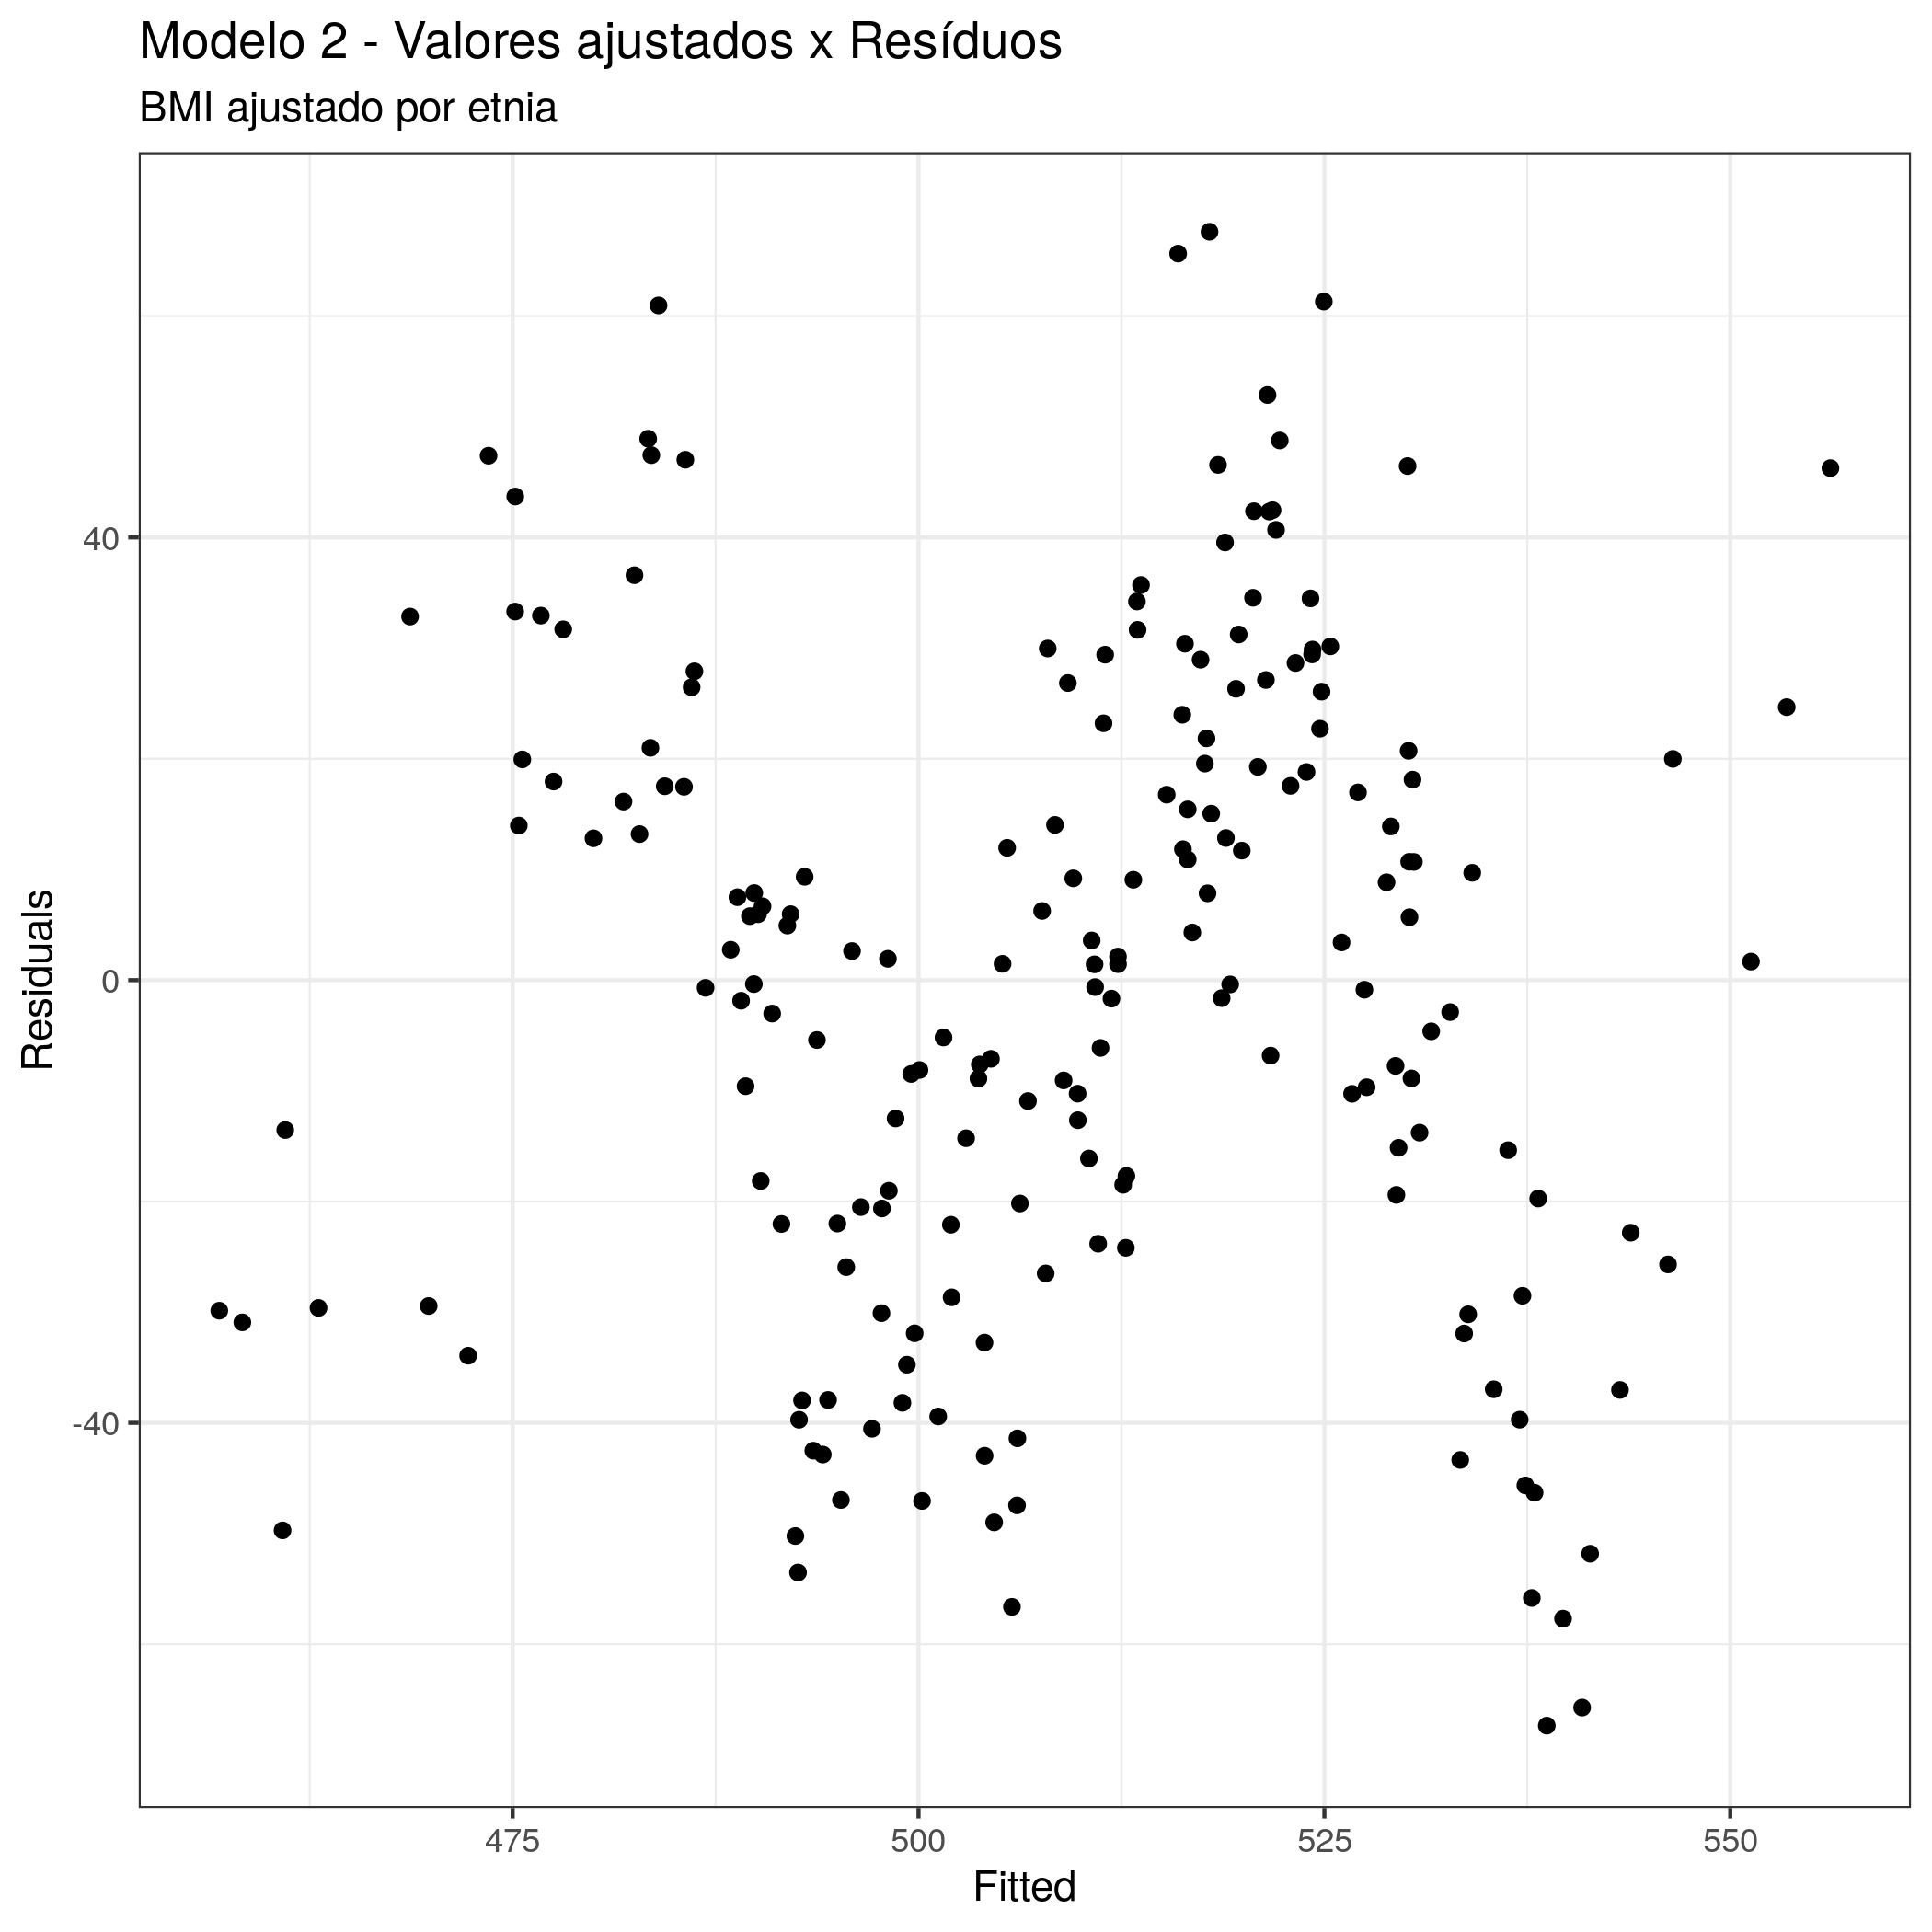 Modelo 2 - Valores ajustados x Resíduos
BMI ajustado por etnia
Residuals
40
0
-40
475
500
525
550
Fitted